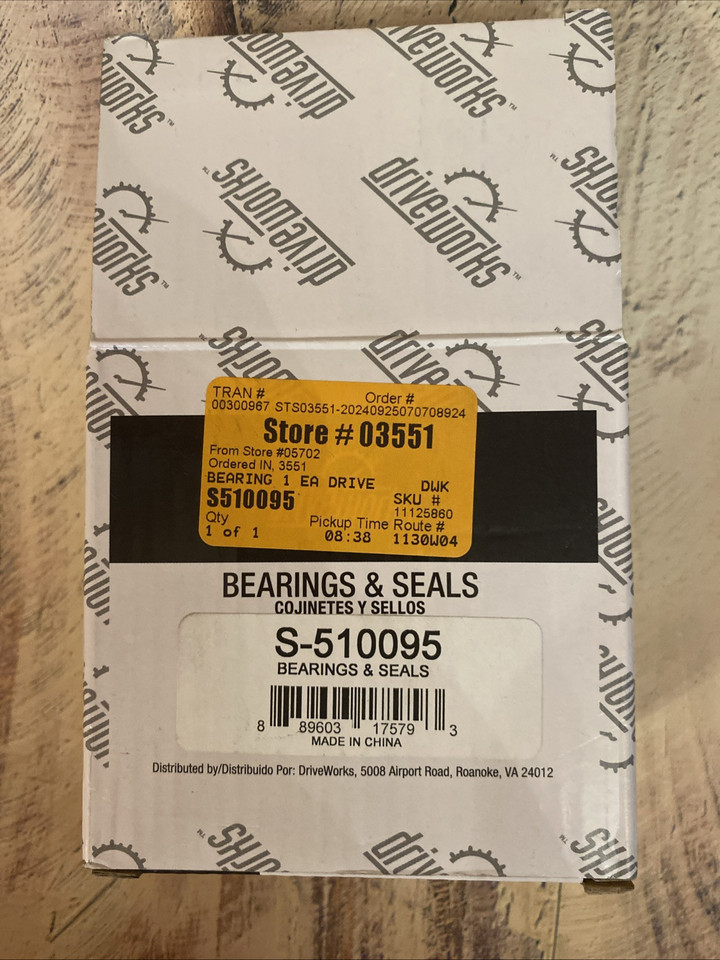 driveworks
driveworks
driveworks
driveworks™
driveworks
driveworks™
driveworks
TRAN # Order #
00300967 STS03551-20240925070708924
Store # 03551
From Store #05702
Ordered IN, 3551
BEARING 1 EA DRIVE DWK
S510095 SKU #
11125860
Qty Pickup Time Route #
1 of 1 08:38 1130W04
BEARINGS & SEALS
COJINETES Y SELLOS
S-510095
BEARINGS & SEALS
8 89603 17579 3
MADE IN CHINA
Distributed by/Distribuido Por: DriveWorks, 5008 Airport Road, Roanoke, VA 24012